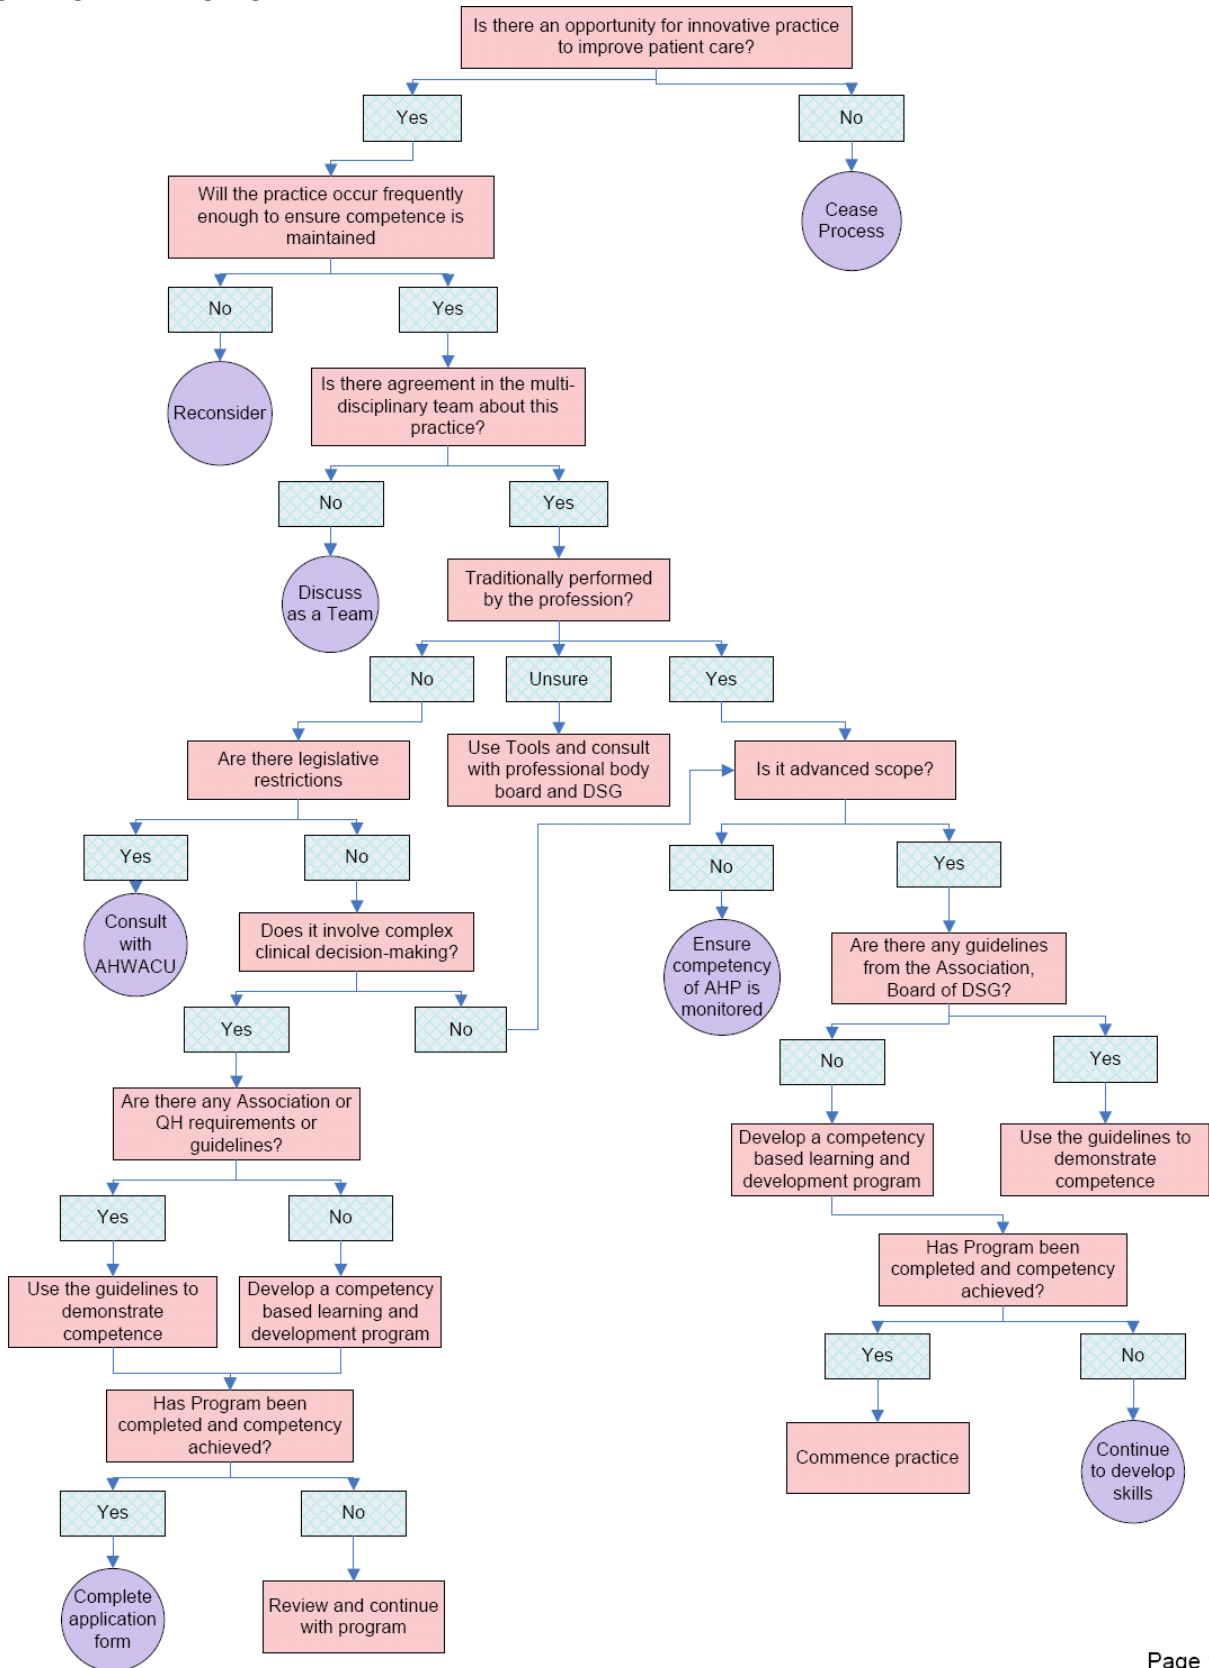 Is there an opportunity for innovative practice
to improve patient care?
Yes
No
Will the practice occur frequently
enough to ensure competence is
maintained
Cease
Process
No
Yes
Reconsider
Is there agreement in the multi-
disciplinary team about this
practice?
No
Yes
Discuss
as a Team
Traditionally performed
by the profession?
No
Unsure
Yes
Are there legislative
restrictions
Use Tools and consult
with professional body
board and DSG
Is it advanced scope?
Yes
No
No
Yes
Consult
with
AHWACU
Does it involve complex
clinical decision-making?
Ensure
competency
of AHP is
monitored
Are there any guidelines
from the Association,
Board of DSG?
Yes
No
No
Yes
Are there any Association or
QH requirements or
guidelines?
Develop a competency
based learning and
development program
Use the guidelines to
demonstrate
competence
Yes
No
Has Program been
completed and competency
achieved?
Use the guidelines to
demonstrate
competence
Develop a competency
based learning and
development program
Yes
No
Has Program been
completed and competency
achieved?
Commence practice
Continue
to develop
skills
Yes
No
Complete
application
form
Review and continue
with program
Page